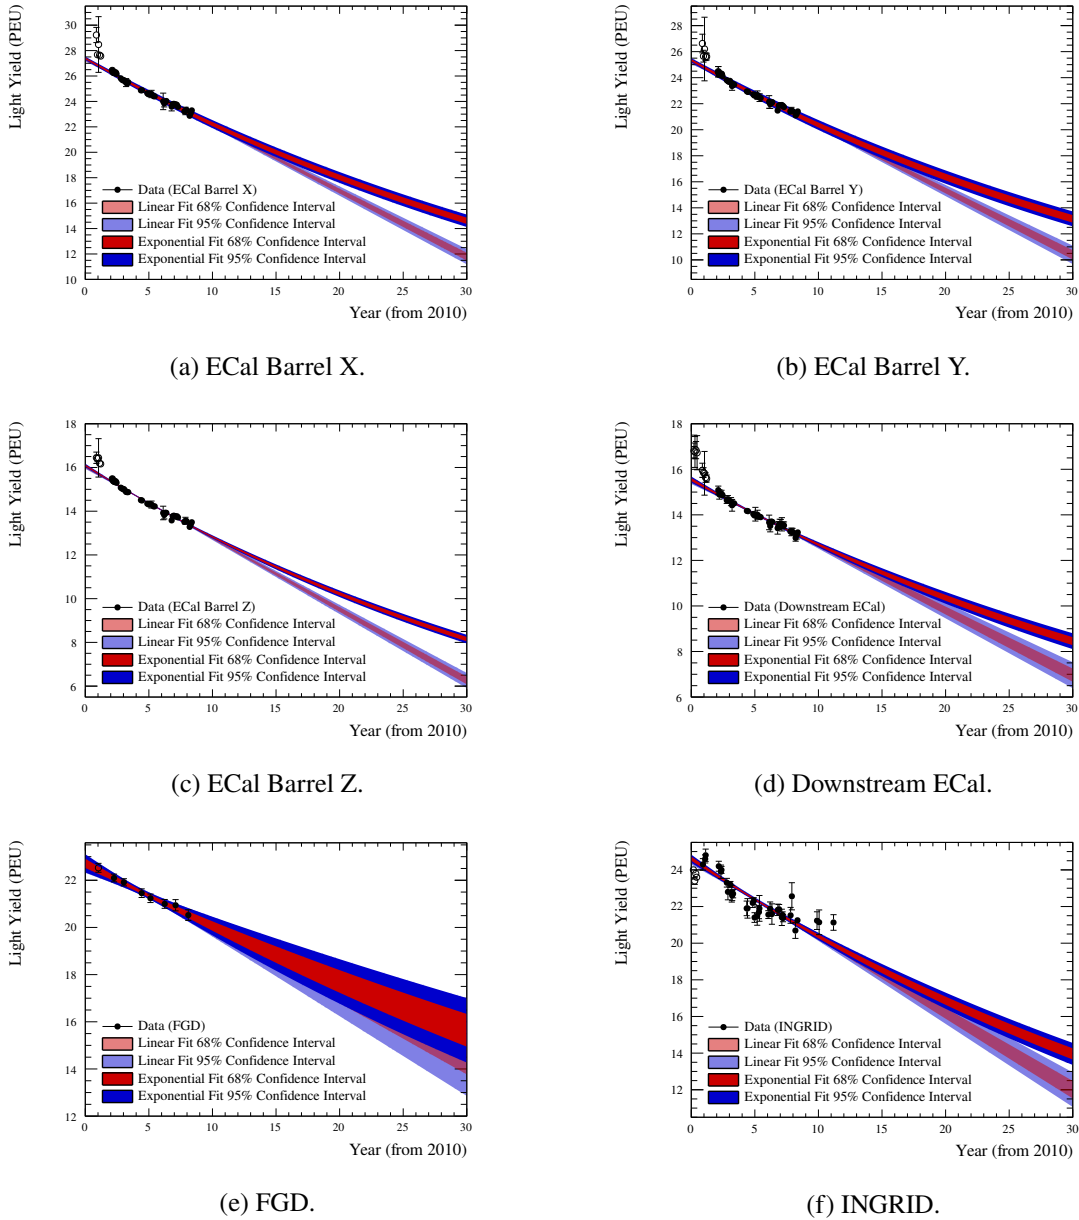 Light Yield (PEU)
30
28
26
24
22
20
18
16
14
12
10
Data (ECal Barrel X)
Linear Fit 68% Confidence Interval
Linear Fit 95% Confidence Interval
Exponential Fit 68% Confidence Interval
Exponential Fit 95% Confidence Interval
0 5 10 15 20 25 30
Year (from 2010)
(a) ECal Barrel X.
Light Yield (PEU)
28
26
24
22
20
18
16
14
12
10
Data (ECal Barrel Y)
Linear Fit 68% Confidence Interval
Linear Fit 95% Confidence Interval
Exponential Fit 68% Confidence Interval
Exponential Fit 95% Confidence Interval
0 5 10 15 20 25 30
Year (from 2010)
(b) ECal Barrel Y.
Light Yield (PEU)
18
16
14
12
10
8
6
Data (ECal Barrel Z)
Linear Fit 68% Confidence Interval
Linear Fit 95% Confidence Interval
Exponential Fit 68% Confidence Interval
Exponential Fit 95% Confidence Interval
0 5 10 15 20 25 30
Year (from 2010)
(c) ECal Barrel Z.
Light Yield (PEU)
18
17
16
15
14
13
12
11
10
9
8
7
6
Data (Downstream ECal)
Linear Fit 68% Confidence Interval
Linear Fit 95% Confidence Interval
Exponential Fit 68% Confidence Interval
Exponential Fit 95% Confidence Interval
0 5 10 15 20 25 30
Year (from 2010)
(d) Downstream ECal.
Light Yield (PEU)
22
20
18
16
14
12
Data (FGD)
Linear Fit 68% Confidence Interval
Linear Fit 95% Confidence Interval
Exponential Fit 68% Confidence Interval
Exponential Fit 95% Confidence Interval
0 5 10 15 20 25 30
Year (from 2010)
(e) FGD.
Light Yield (PEU)
24
22
20
18
16
14
12
Data (INGRID)
Linear Fit 68% Confidence Interval
Linear Fit 95% Confidence Interval
Exponential Fit 68% Confidence Interval
Exponential Fit 95% Confidence Interval
0 5 10 15 20 25 30
Year (from 2010)
(f) INGRID.